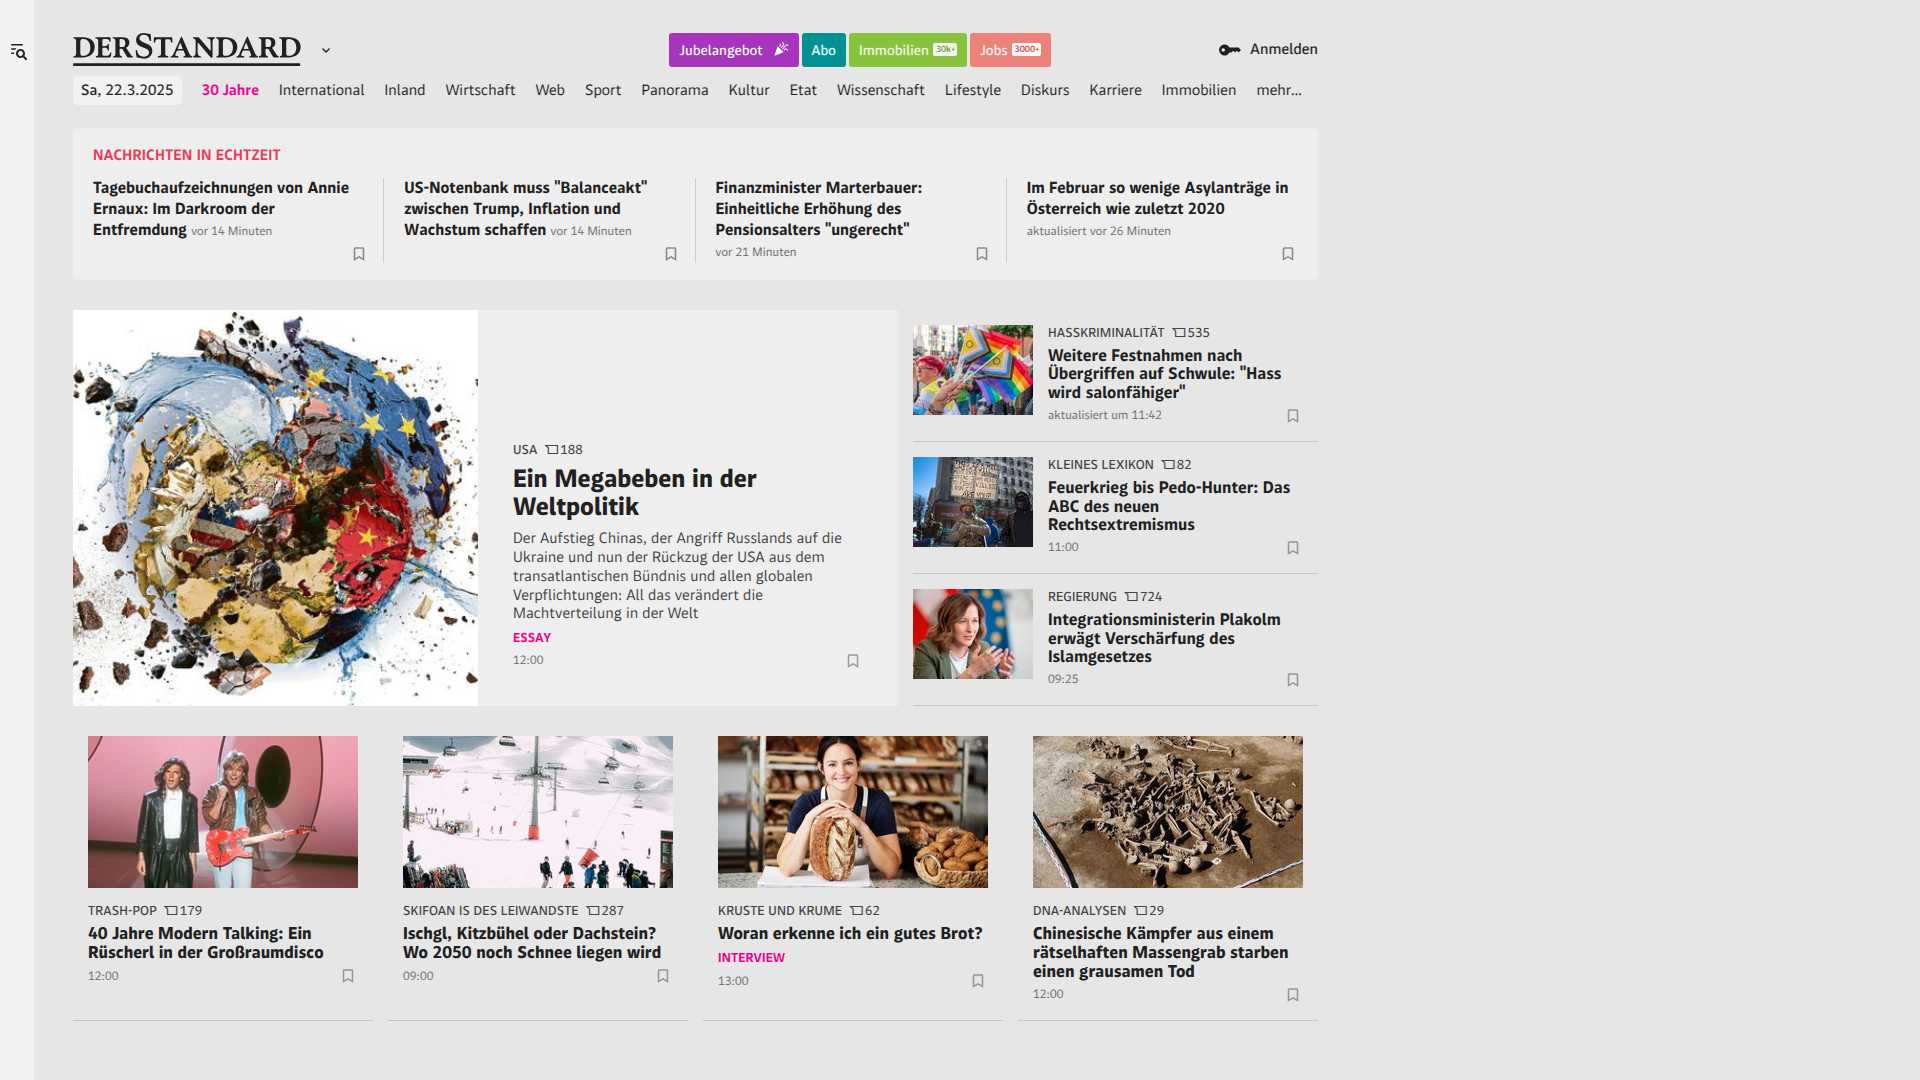 DERSTANDARD
Jubelangebot
Abo
Immobilien 30k+
Jobs 3000+
Anmelden
Sa, 22.3.2025
30 Jahre
International
Inland
Wirtschaft
Web
Sport
Panorama
Kultur
Etat
Wissenschaft
Lifestyle
Diskurs
Karriere
Immobilien
mehr...
NACHRICHTEN IN ECHTZEIT
Tagebuchaufzeichnungen von Annie
Ernaux: Im Darkroom der
Entfremdung vor 14 Minuten
US-Notenbank muss "Balanceakt"
zwischen Trump, Inflation und
Wachstum schaffen vor 14 Minuten
Finanzminister Marterbauer:
Einheitliche Erhöhung des
Pensionsalters "ungerecht"
vor 21 Minuten
Im Februar so wenige Asylanträge in
Österreich wie zuletzt 2020
aktualisiert vor 26 Minuten
USA 188
Ein Megabeben in der
Weltpolitik
Der Aufstieg Chinas, der Angriff Russlands auf die
Ukraine und nun der Rückzug der USA aus dem
transatlantischen Bündnis und allen globalen
Verpflichtungen: All das verändert die
Machtverteilung in der Welt
ESSAY
12:00
HASSKRIMINALITÄT 535
Weitere Festnahmen nach
Übergriffen auf Schwule: "Hass
wird salonfähiger"
aktualisiert um 11:42
KLEINES LEXIKON 82
Feuerkrieg bis Pedo-Hunter: Das
ABC des neuen
Rechtsextremismus
11:00
REGIERUNG 724
Integrationsministerin Plakolm
erwägt Verschärfung des
Islamgesetzes
09:25
TRASH-POP 179
40 Jahre Modern Talking: Ein
Rüscherl in der Großraumdisco
12:00
SKIFOAN IS DES LEIWANDSTE 287
Ischgl, Kitzbühel oder Dachstein?
Wo 2050 noch Schnee liegen wird
09:00
KRUSTE UND KRUME 62
Woran erkenne ich ein gutes Brot?
INTERVIEW
13:00
DNA-ANALYSEN 29
Chinesische Kämpfer aus einem
rätselhaften Massengrab starben
einen grausamen Tod
12:00